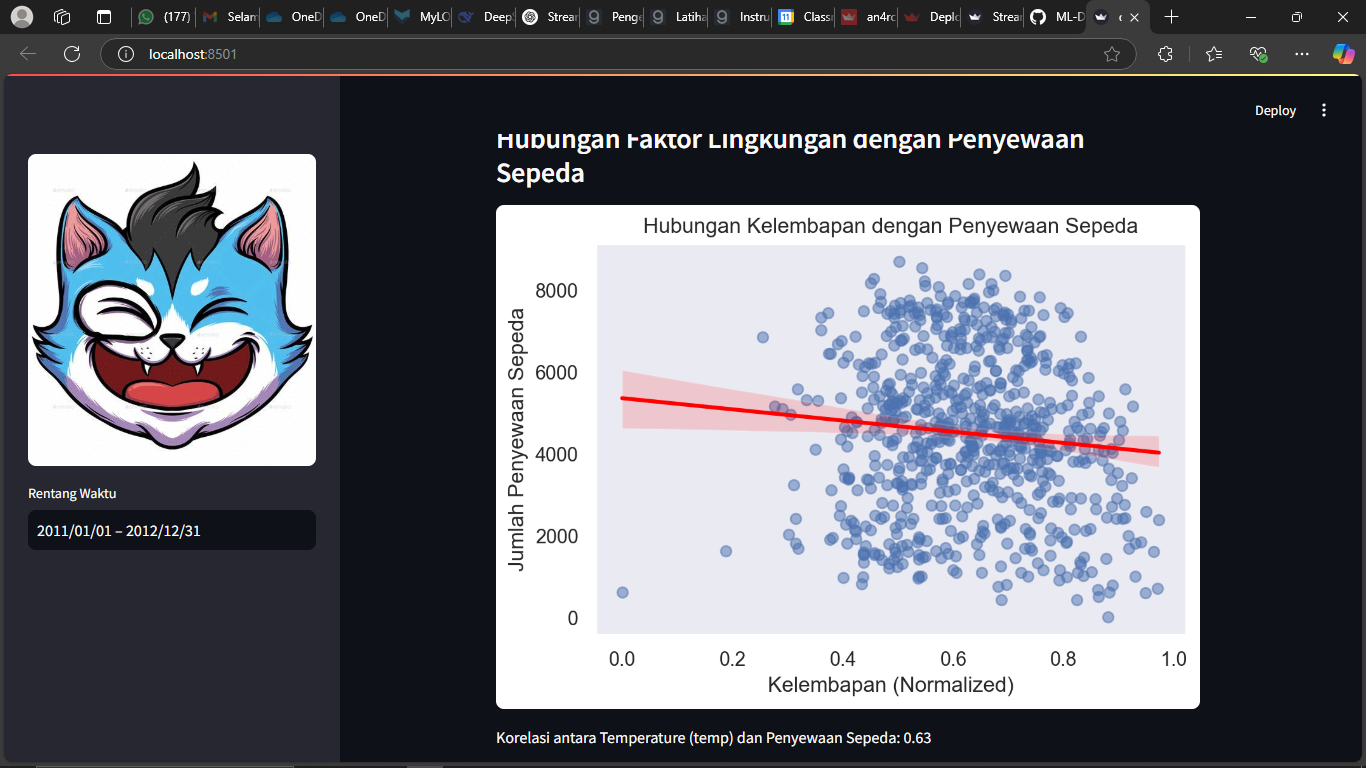 (177)
Selam
OneD
OneD
MyLO
Deep
Strear
Penge
Latiha
Instru
11
Class
an4rc
Deplo
Strea
ML-D
localhost:8501
Deploy
Hubungan Faktor Lingkungan dengan Penyewaan
Sepeda
Rentang Waktu
2011/01/01 – 2012/12/31
Hubungan Kelembapan dengan Penyewaan Sepeda
Jumlah Penyewaan Sepeda
8000
6000
4000
2000
0
0.0 0.2 0.4 0.6 0.8 1.0
Kelembapan (Normalized)
Korelasi antara Temperature (temp) dan Penyewaan Sepeda: 0.63